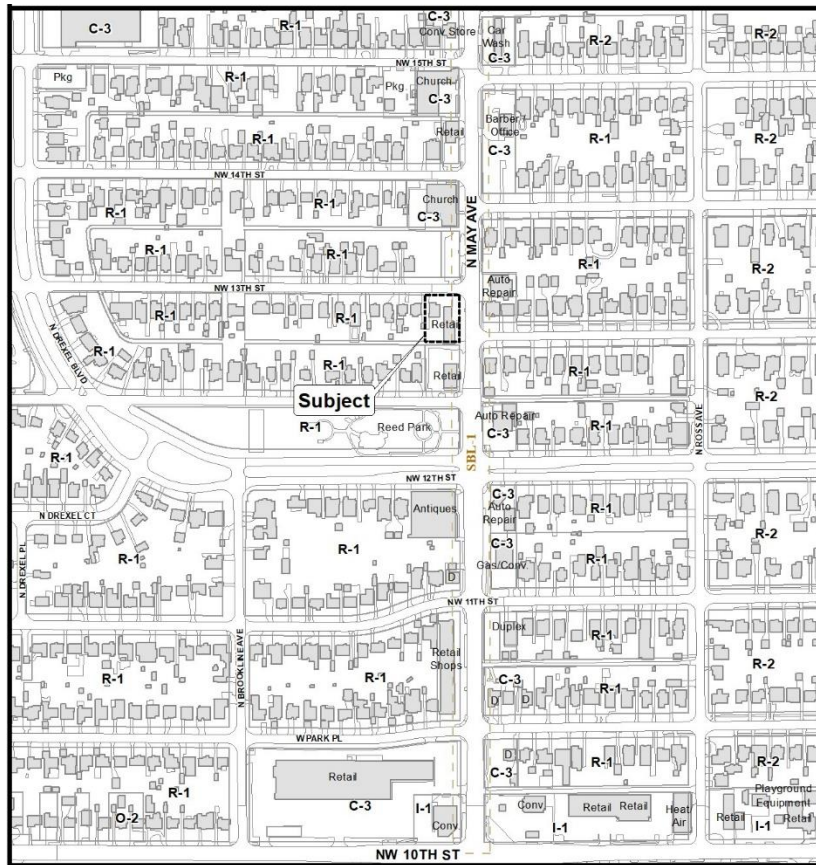 C-3
R-1
C-3
Conv Store
Car
Wash
C-3
R-2
R-2
NW 15TH ST
Pkg
R-1
Pkg
Church
C-3
Barber /
Office
C-3
R-1
R-2
R-1
Retail
NW 14TH ST
R-1
R-1
Church
C-3
N MAY AVE
R-1
R-2
R-1
R-1
NW 13TH ST
Auto
Repair
R-1
R-1
Retail
N DREXEL BLVD
R-1
R-1
Retail
R-1
R-2
Subject
R-1
Reed Park
Auto Repair
C-3
R-1
N ROSS AVE
SBL-1
R-1
NW 12TH ST
N DREXEL CT
Antiques
C-3
Auto
Repair
R-1
R-2
N DREXEL PL
R-1
R-1
C-3
Gas/Conv.
R-1
D
NW 11TH ST
Duplex
R-1
N BROOKLINE AVE
R-1
R-1
Retail
Shops
C-3
R-1
R-2
D
D
W PARK PL
D
R-1
R-2
C-3
R-1
O-2
Retail
C-3
I-1
Conv
Conv
Retail
Retail
Heat/
Air
I-1
Playground
Equipment
Retail
I-1
Retail
NW 10TH ST